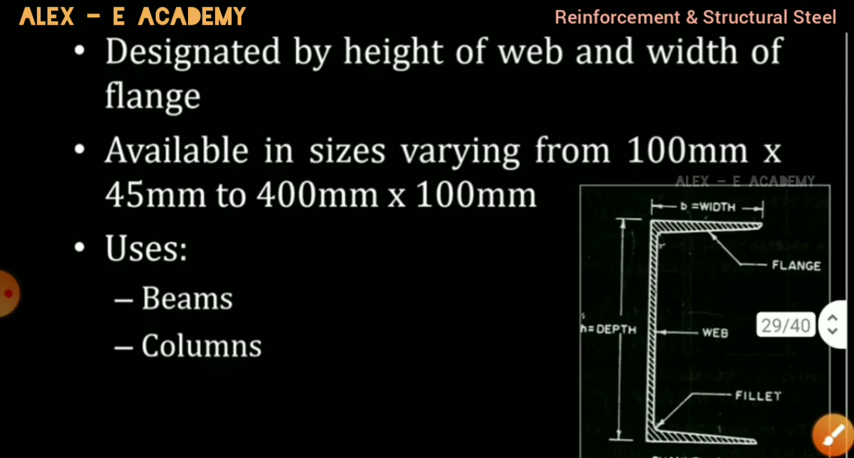 ALEX - E ACADEMY
Reinforcement & Structural Steel
• Designated by height of web and width of
flange
• Available in sizes varying from 100mm x
45mm to 400mm x 100mm
ALEX - E ACADEMY
• Uses:
– Beams
– Columns
b =WIDTH
FLANGE
h=DEPTH
WEB
29/40
FILLET